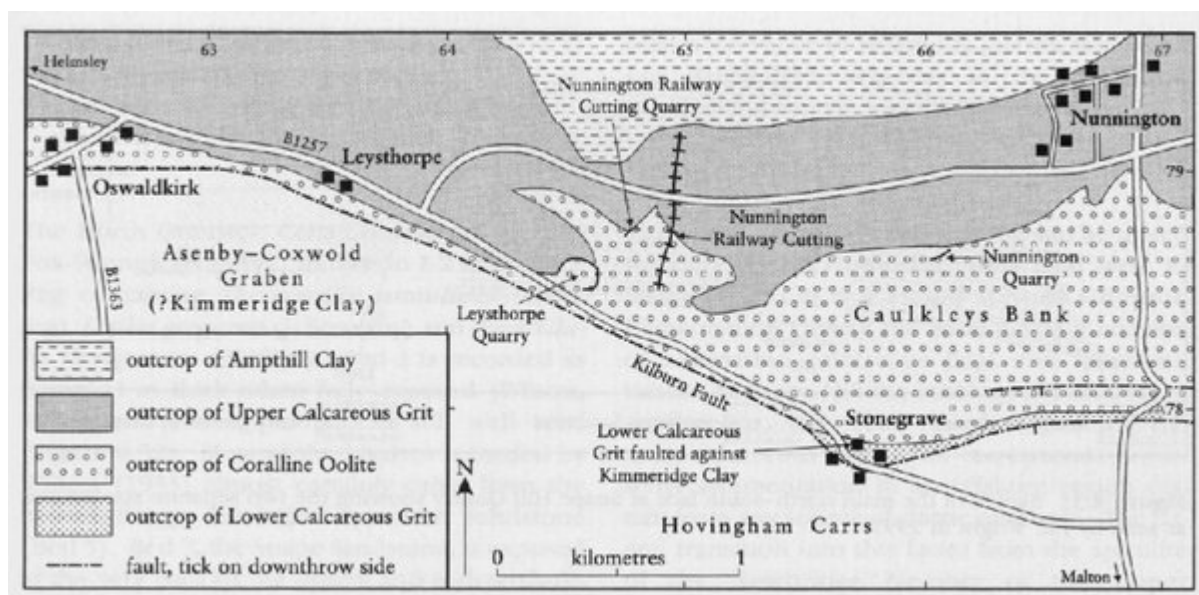 63
64
65
66
67
Helmsley
Nunnington Railway
Cutting Quarry
Nunnington
B1257
Leysthorpe
79
Oswaldkirk
Nunnington
Railway Cutting
Asenby-Coxwold
Graben
(?Kimmeridge Clay)
B1363
Nunnington
Quarry
Leysthorpe
Quarry
Caulkleys Bank
outcrop of Ampthill Clay
Kilburn Fault
78
Stonegrave
outcrop of Upper Calcareous Grit
Lower Calcareous
Grit faulted against
Kimmeridge Clay
outcrop of Coralline Oolite
N
outcrop of Lower Calcareous Grit
Hovingham Carrs
0 kilometres 1
fault, tick on downthrow side
Malton